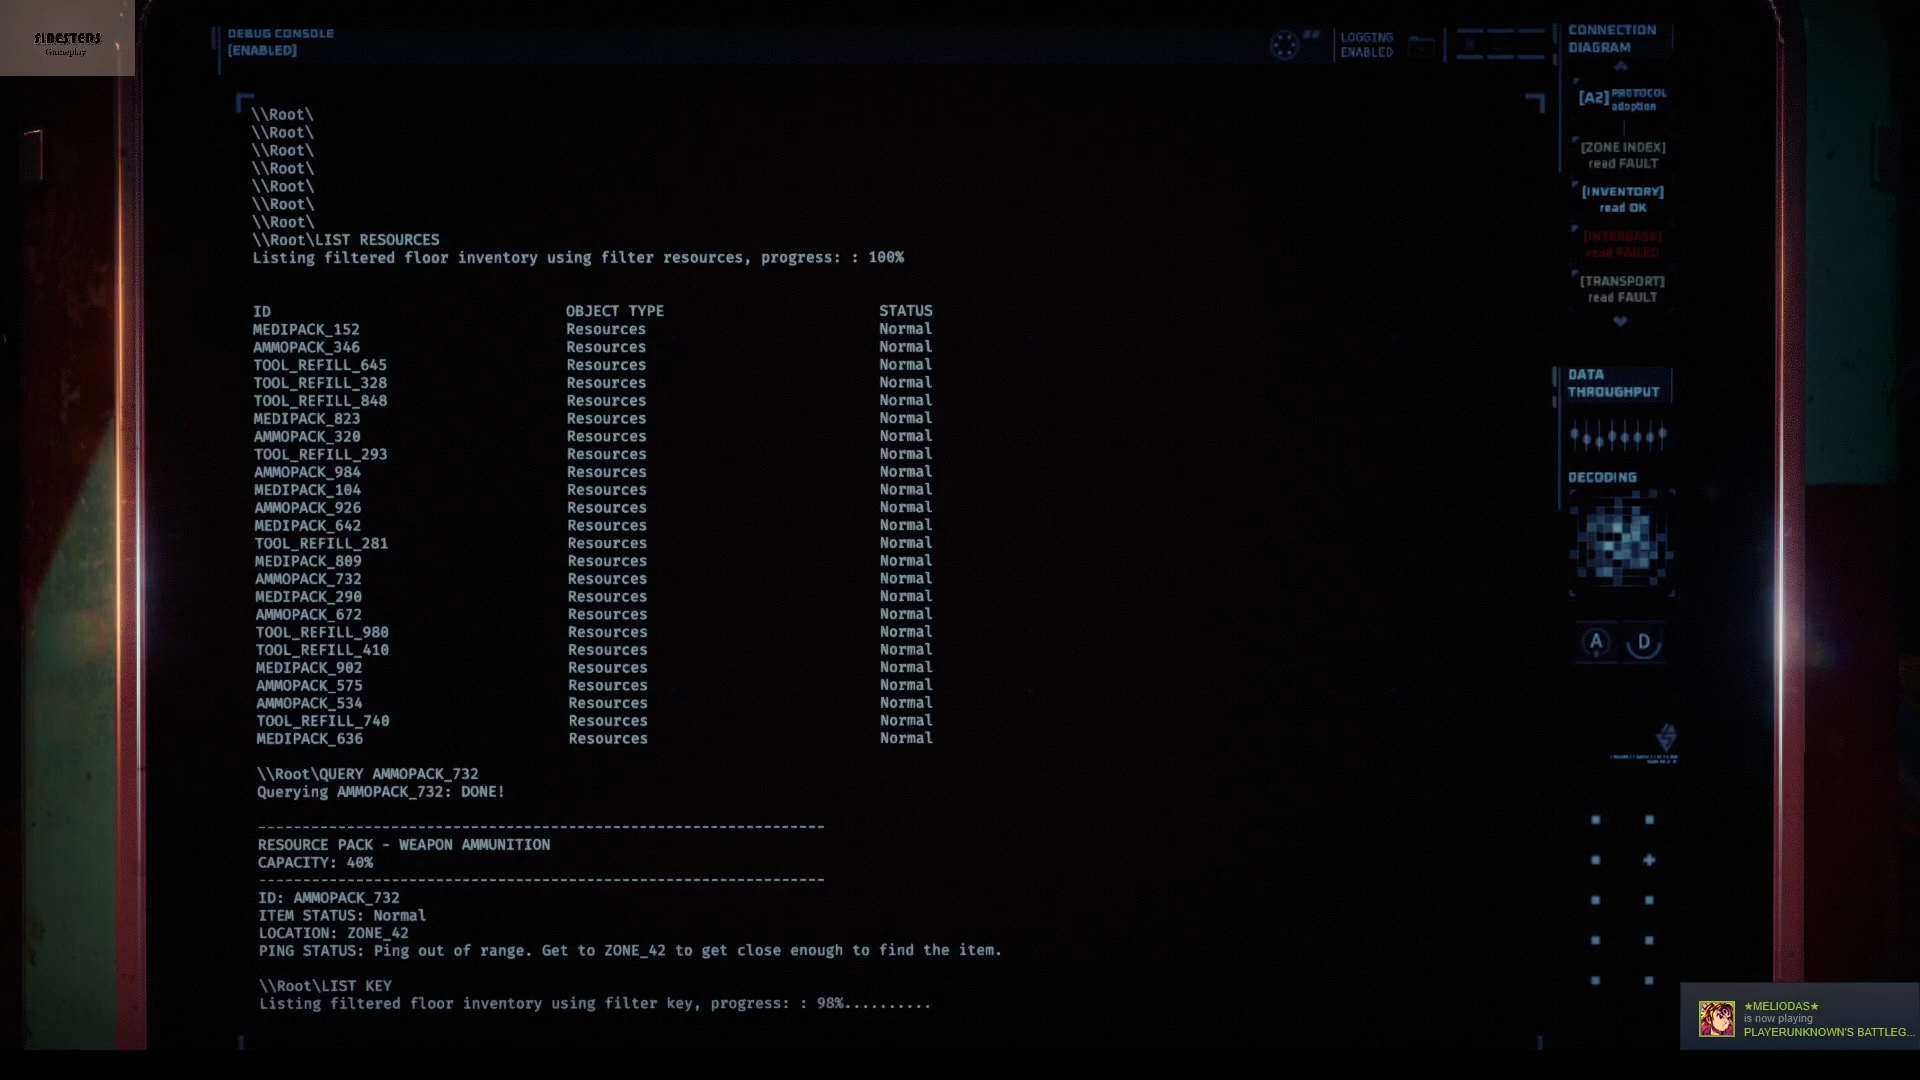 SINESTENS
Gameplay
DEBUG CONSOLE
[ENABLED]
LOGGING
ENABLED
CONNECTION
DIAGRAM
[A2] PROTOCOL
adoption
[ZONE INDEX]
read FAULT
[INVENTORY]
read OK
[INTERBASE]
read FAILED
[TRANSPORT]
read FAULT
DATA
THROUGHPUT
DECODING
A D
\\Root\
\\Root\
\\Root\
\\Root\
\\Root\
\\Root\
\\Root\
\\Root\LIST RESOURCES
Listing filtered floor inventory using filter resources, progress: : 100%
ID OBJECT TYPE STATUS
MEDIPACK_152 Resources Normal
AMMOPACK_346 Resources Normal
TOOL_REFILL_645 Resources Normal
TOOL_REFILL_328 Resources Normal
TOOL_REFILL_848 Resources Normal
MEDIPACK_823 Resources Normal
AMMOPACK_320 Resources Normal
TOOL_REFILL_293 Resources Normal
AMMOPACK_984 Resources Normal
MEDIPACK_104 Resources Normal
AMMOPACK_926 Resources Normal
MEDIPACK_642 Resources Normal
TOOL_REFILL_281 Resources Normal
MEDIPACK_809 Resources Normal
AMMOPACK_732 Resources Normal
MEDIPACK_290 Resources Normal
AMMOPACK_672 Resources Normal
TOOL_REFILL_980 Resources Normal
TOOL_REFILL_410 Resources Normal
MEDIPACK_902 Resources Normal
AMMOPACK_575 Resources Normal
AMMOPACK_534 Resources Normal
TOOL_REFILL_740 Resources Normal
MEDIPACK_636 Resources Normal
\\Root\QUERY AMMOPACK_732
Querying AMMOPACK_732: DONE!
----------------------------------------------------------------
RESOURCE PACK - WEAPON AMMUNITION
CAPACITY: 40%
----------------------------------------------------------------
ID: AMMOPACK_732
ITEM STATUS: Normal
LOCATION: ZONE_42
PING STATUS: Ping out of range. Get to ZONE_42 to get close enough to find the item.
\\Root\LIST KEY
Listing filtered floor inventory using filter key, progress: : 98%..........
★MELIODAS★
is now playing
PLAYERUNKNOWN'S BATTLEG...